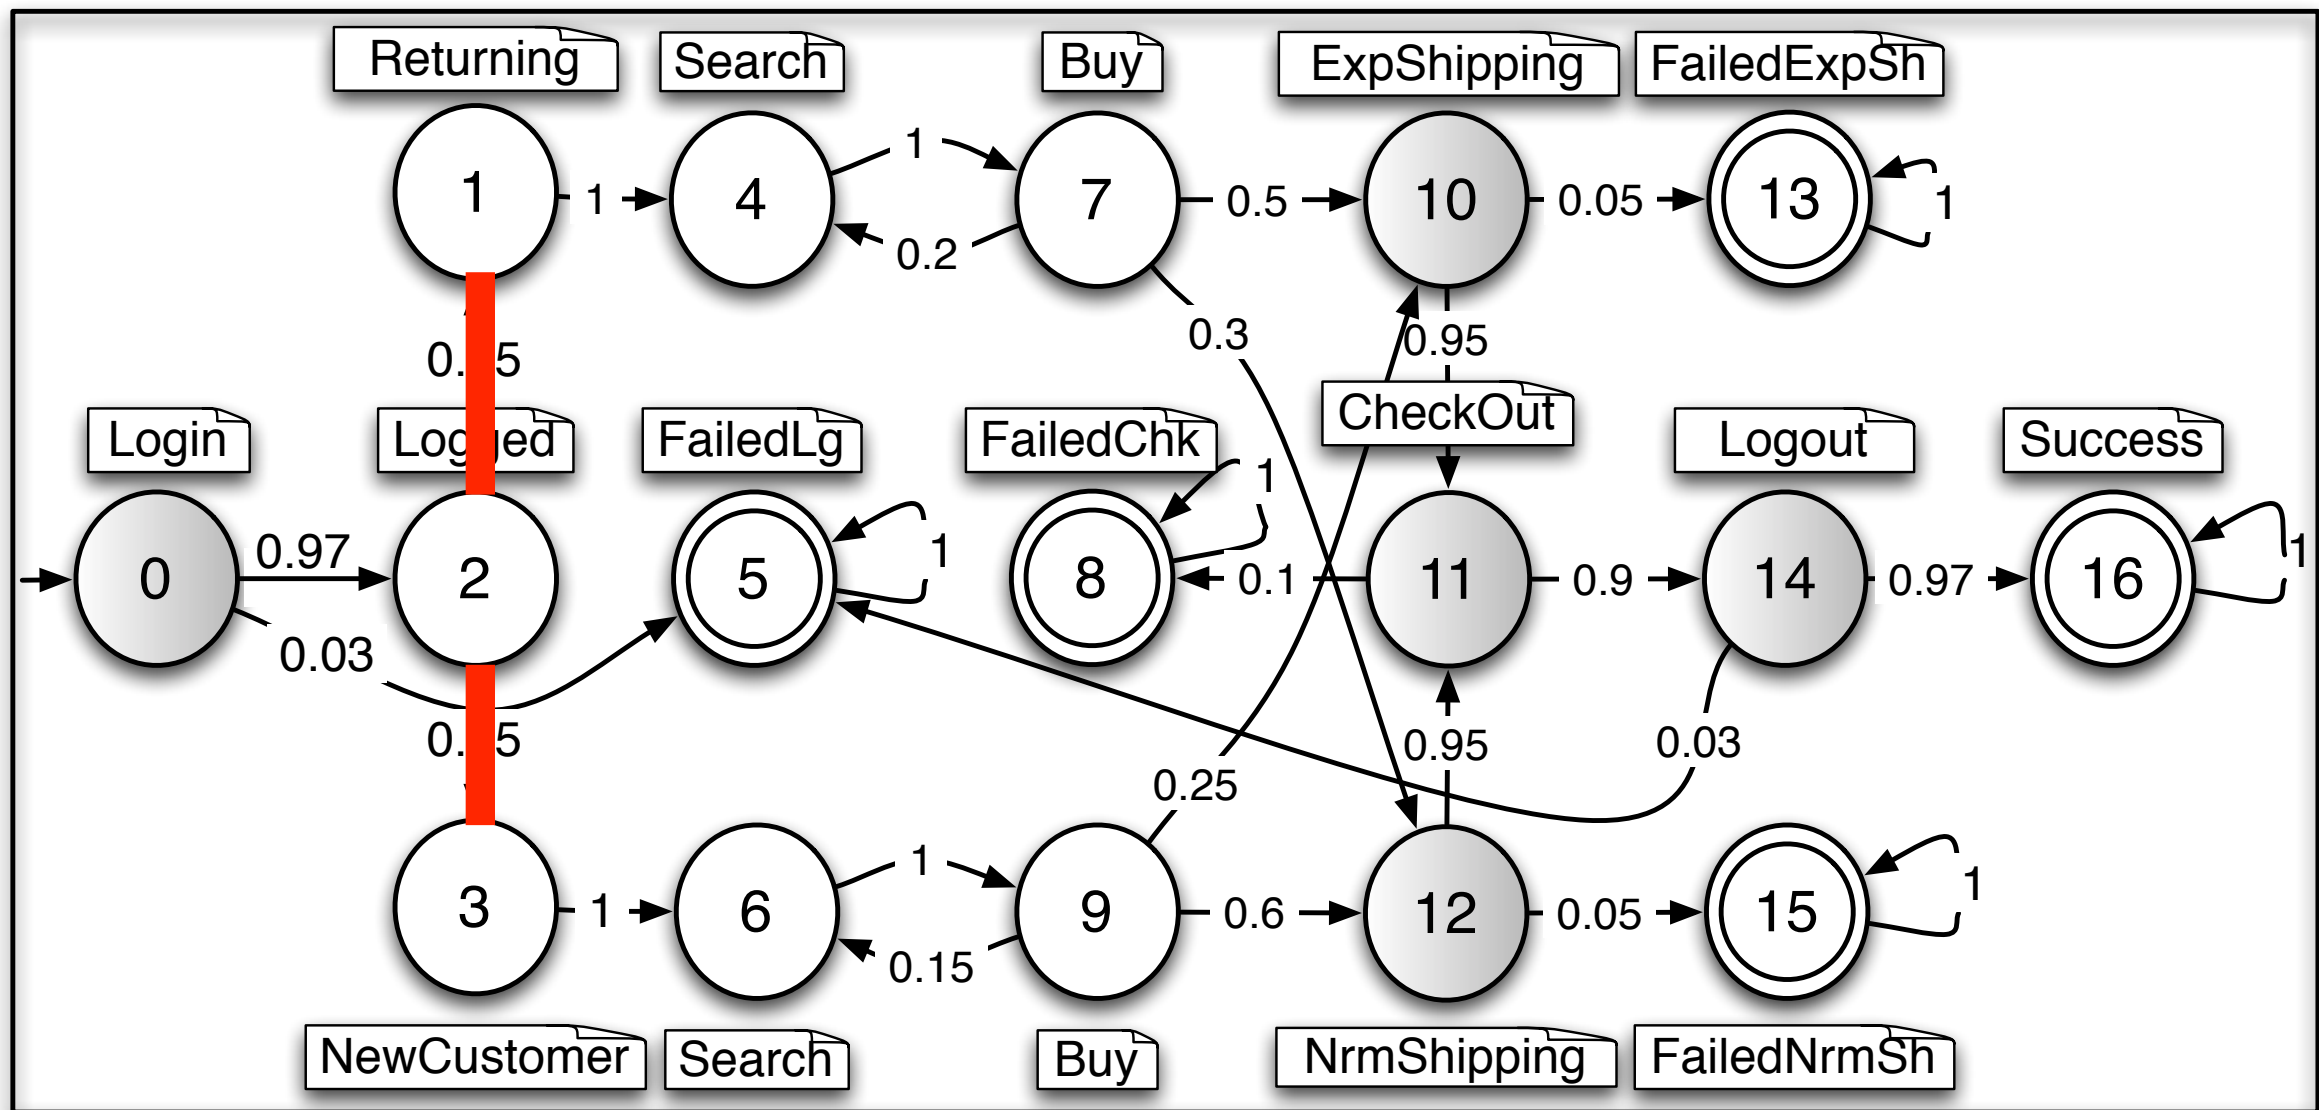 Returning Search Buy ExpShipping FailedExpSh
1 1 4 1 7 0.5 10 0.05 13 1
0.2
0.3 0.95
CheckOut
Login FailedLg FailedChk Logout Success
1
0 0.97 2 5 1 8 0.1 11 0.9 14 0.97 16 1
0.03
0.95 0.03
0.25
3 1 6 1 9 0.6 12 0.05 15 1
0.15
NewCustomer Search Buy NrmShipping FailedNrmSh